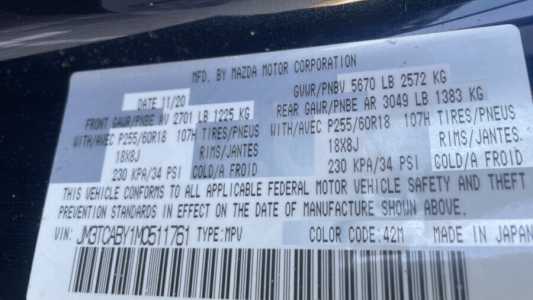 MFD. BY MAZDA MOTOR CORPORATION
DATE 11/20 GVWR/PNBV 5670 LB 2572 KG
FRONT GAWR/PNBE AV 2701 LB 1225 KG REAR GAWR/PNBE AR 3049 LB 1383 KG
WITH/AVEC P255/60R18 107H TIRES/PNEUS WITH/AVEC P255/60R18 107H TIRES/PNEUS
18X8J RIMS/JANTES 18X8J RIMS/JANTES
230 KPA/34 PSI COLD/A FROID 230 KPA/34 PSI COLD/A FROID
THIS VEHICLE CONFORMS TO ALL APPLICABLE FEDERAL MOTOR VEHICLE SAFETY AND THEFT
PREVENTION STANDARDS IN EFFECT ON THE DATE OF MANUFACTURE SHOWN ABOVE.
VIN: JM3TCABY1M0511761 TYPE:MPV COLOR CODE:42M MADE IN JAPAN